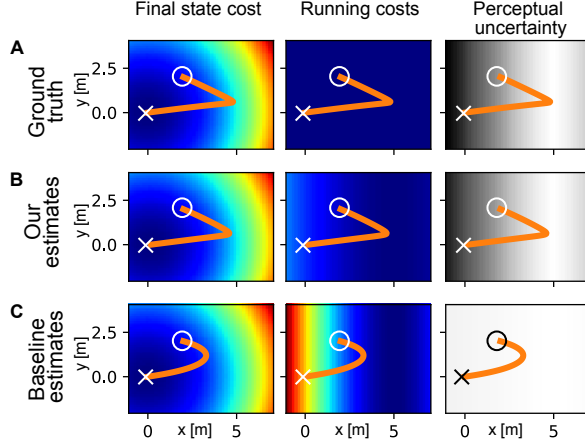 Final state cost
Running costs
Perceptual
uncertainty
A
Ground
truth
y [m]
2.5
0.0
B
Our
estimates
y [m]
2.5
0.0
C
Baseline
estimates
y [m]
2.5
0.0
0
x [m]
5
0
x [m]
5
0
x [m]
5